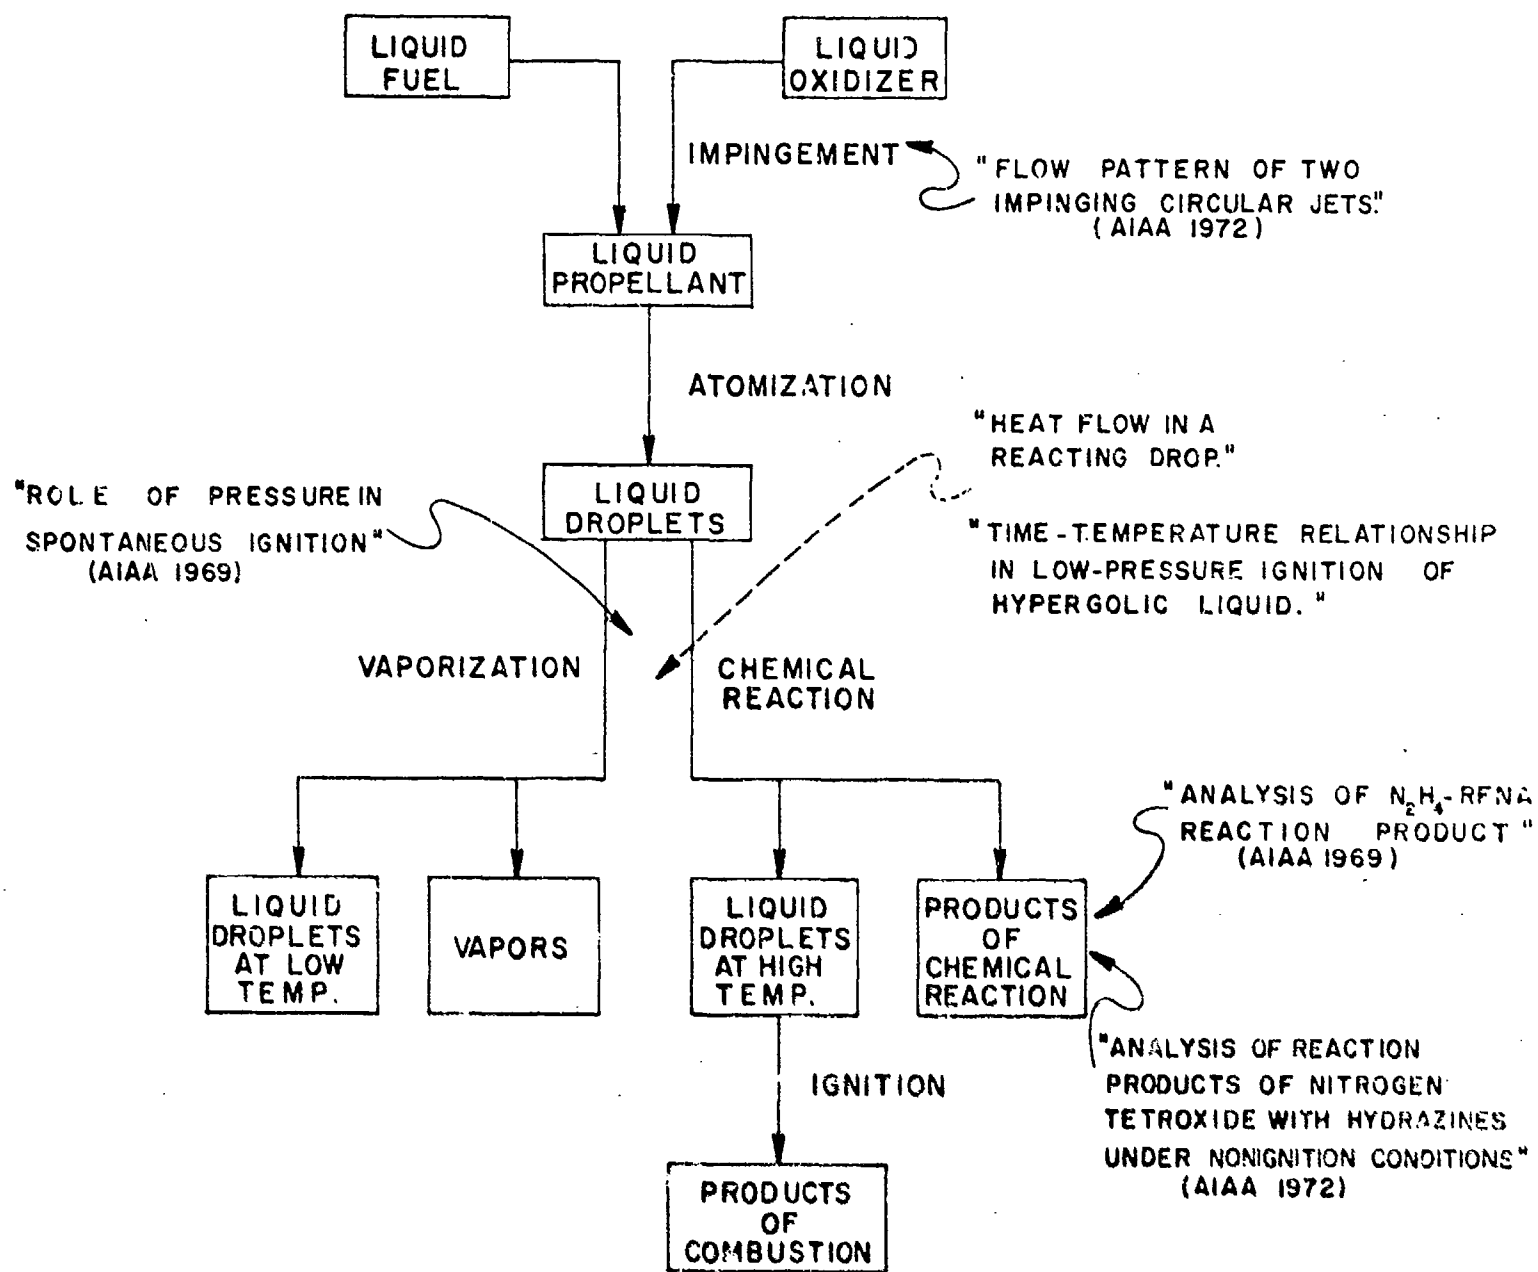 LIQUID
FUEL
LIQUID
OXIDIZER
IMPINGEMENT
"FLOW PATTERN OF TWO
IMPINGING CIRCULAR JETS."
(AIAA 1972)
LIQUID
PROPELLANT
ATOMIZATION
"HEAT FLOW IN A
REACTING DROP."
"ROLE OF PRESSURE IN
SPONTANEOUS IGNITION"
(AIAA 1969)
LIQUID
DROPLETS
"TIME-TEMPERATURE RELATIONSHIP
IN LOW-PRESSURE IGNITION OF
HYPERGOLIC LIQUID."
VAPORIZATION
CHEMICAL
REACTION
"ANALYSIS OF N₂H₄-RFNA
REACTION PRODUCT"
(AIAA 1969)
LIQUID
DROPLETS
AT LOW
TEMP.
VAPORS
LIQUID
DROPLETS
AT HIGH
TEMP.
PRODUCTS
OF
CHEMICAL
REACTION
"ANALYSIS OF REACTION
PRODUCTS OF NITROGEN
TETROXIDE WITH HYDRAZINES
UNDER NONIGNITION CONDITIONS"
(AIAA 1972)
IGNITION
PRODUCTS
OF
COMBUSTION